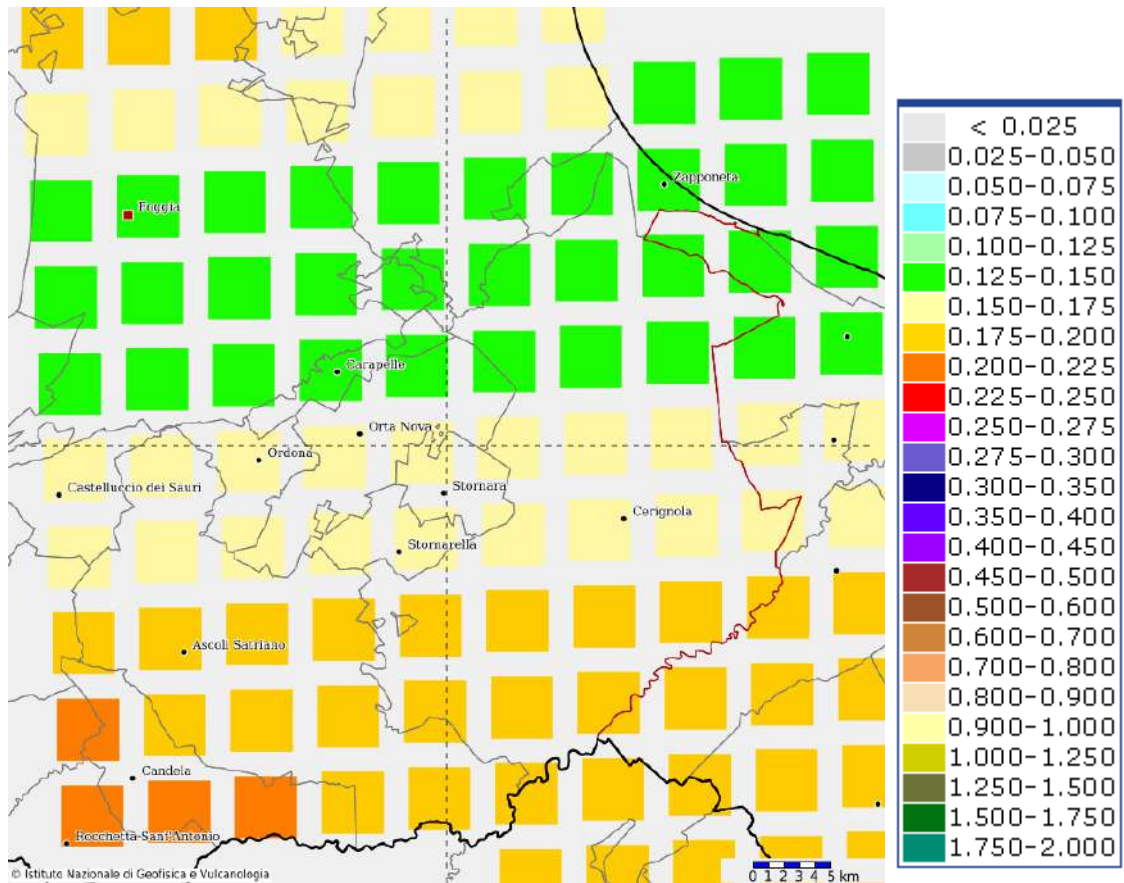 Zapponeta
Foggia
Carapelle
Orta Nova
Ordona
Castelluccio dei Sauri
Stornara
Cerignola
Stornarella
Ascoli Satriano
Candela
Rocchetta Sant'Antonio
© Istituto Nazionale di Geofisica e Vulcanologia
0 1 2 3 4 5 km
< 0.025
0.025-0.050
0.050-0.075
0.075-0.100
0.100-0.125
0.125-0.150
0.150-0.175
0.175-0.200
0.200-0.225
0.225-0.250
0.250-0.275
0.275-0.300
0.300-0.350
0.350-0.400
0.400-0.450
0.450-0.500
0.500-0.600
0.600-0.700
0.700-0.800
0.800-0.900
0.900-1.000
1.000-1.250
1.250-1.500
1.500-1.750
1.750-2.000